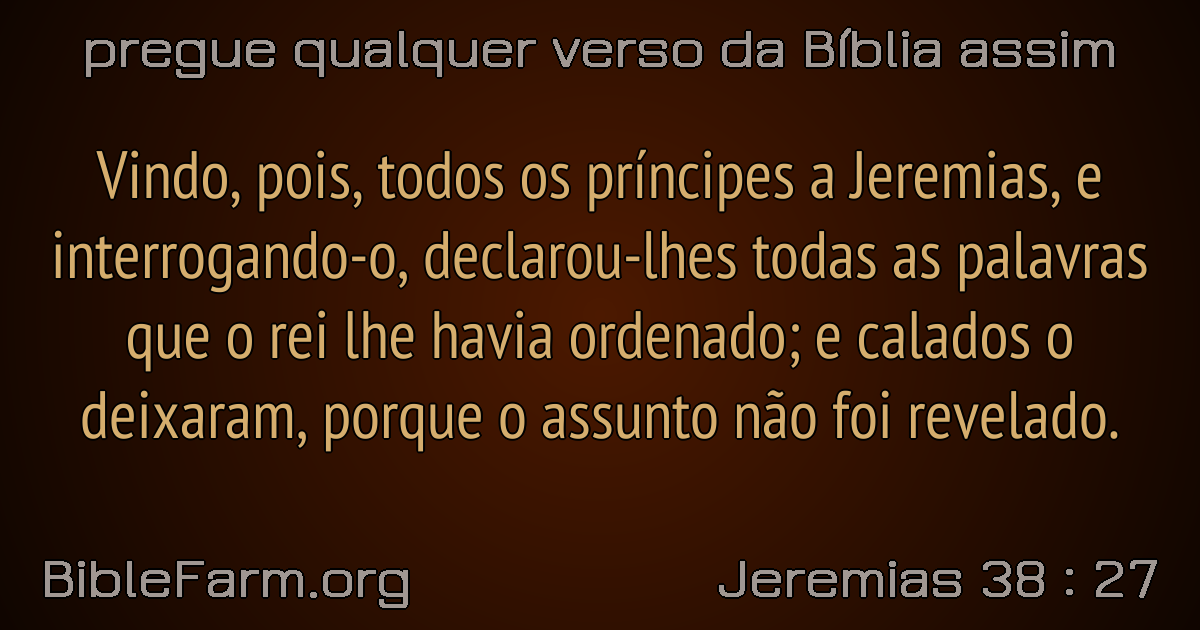 pregue qualquer verso da Bíblia assim
Vindo, pois, todos os príncipes a Jeremias, e
interrogando-o, declarou-lhes todas as palavras
que o rei lhe havia ordenado; e calados o
deixaram, porque o assunto não foi revelado.
BibleFarm.org
Jeremias 38 : 27